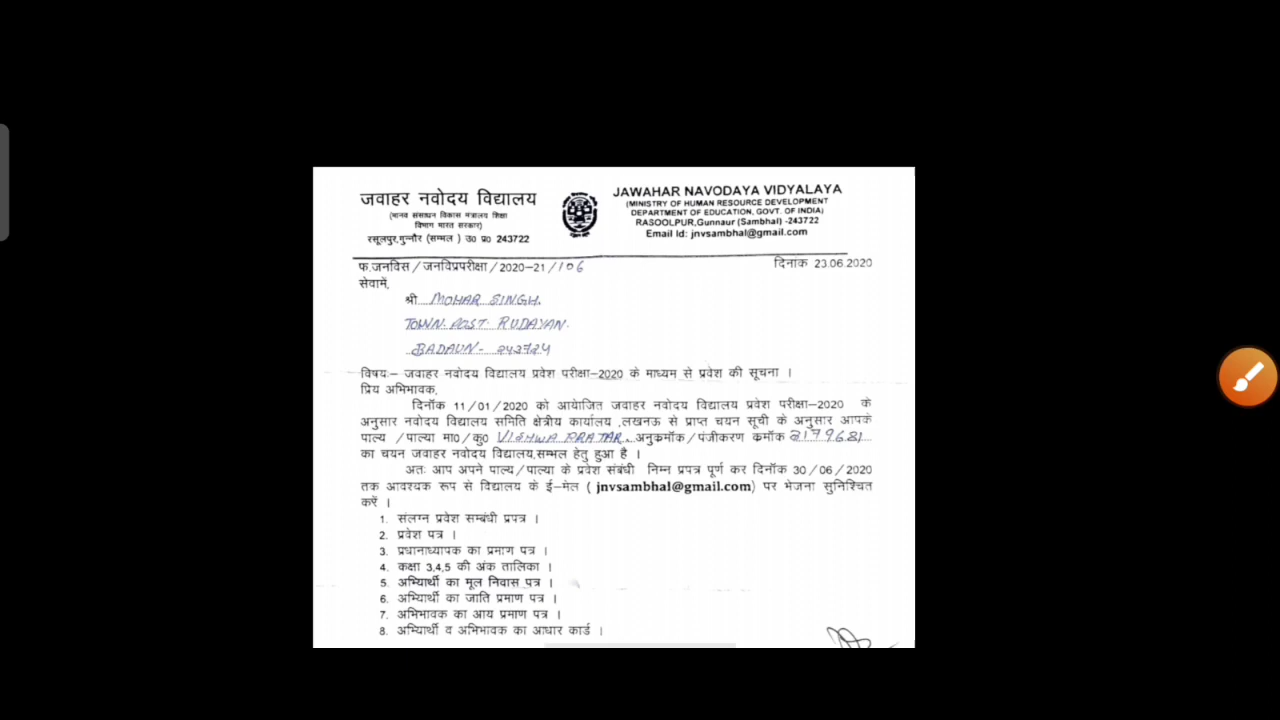 जवाहर नवोदय विद्यालय
(मानव संसाधन विकास मंत्रालय शिक्षा
विभाग भारत सरकार)
रसूलपुर,गुन्नौर (सम्भल ) उ० प्र० 243722
JAWAHAR NAVODAYA VIDYALAYA
(MINISTRY OF HUMAN RESOURCE DEVELOPMENT
DEPARTMENT OF EDUCATION, GOVT. OF INDIA)
RASOOLPUR,Gunnaur (Sambhal) -243722
Email Id: jnvsambhal@gmail.com
फ.जनविस/जनविप्रपरीक्षा/2020-21/106
दिनाक 23.06.2020
सेवामें,
श्री MOHAR SINGH.
TOWN. POST. RUDAYAN.
BADAUN- 243724
विषयः– जवाहर नवोदय विद्यालय प्रवेश परीक्षा–2020 के माध्यम से प्रवेश की सूचना ।
प्रिय अभिभावक,
दिनॉक 11/01/2020 को आयोजित जवाहर नवोदय विद्यालय प्रवेश परीक्षा–2020 के
अनुसार नवोदय विद्यालय समिति क्षेत्रीय कार्यालय ,लखनऊ से प्राप्त चयन सूची के अनुसार आपके
पाल्य /पाल्या मा0/कु0 VISHWA PRATAP. अनुकमॉक/पंजीकरण कमॉक 2179681
का चयन जवाहर नवोदय विद्यालय,सम्भल हेतु हुआ है ।
अतः आप अपने पाल्य/पाल्या के प्रवेश संबंधी निम्न प्रपत्र पूर्ण कर दिनॉक 30/06/2020
तक आवश्यक रूप से विद्यालय के ई–मेल ( jnvsambhal@gmail.com) पर भेजना सुनिश्चित
करें ।
1. संलग्न प्रवेश सम्बंधी प्रपत्र ।
2. प्रवेश पत्र ।
3. प्रधानाध्यापक का प्रमाण पत्र ।
4. कक्षा 3,4,5 की अंक तालिका ।
5. अभ्यिार्थी का मूल निवास पत्र ।
6. अभ्यिार्थी का जाति प्रमाण पत्र ।
7. अभिभावक का आय प्रमाण पत्र ।
8. अभ्यिार्थी व अभिभावक का आधार कार्ड ।